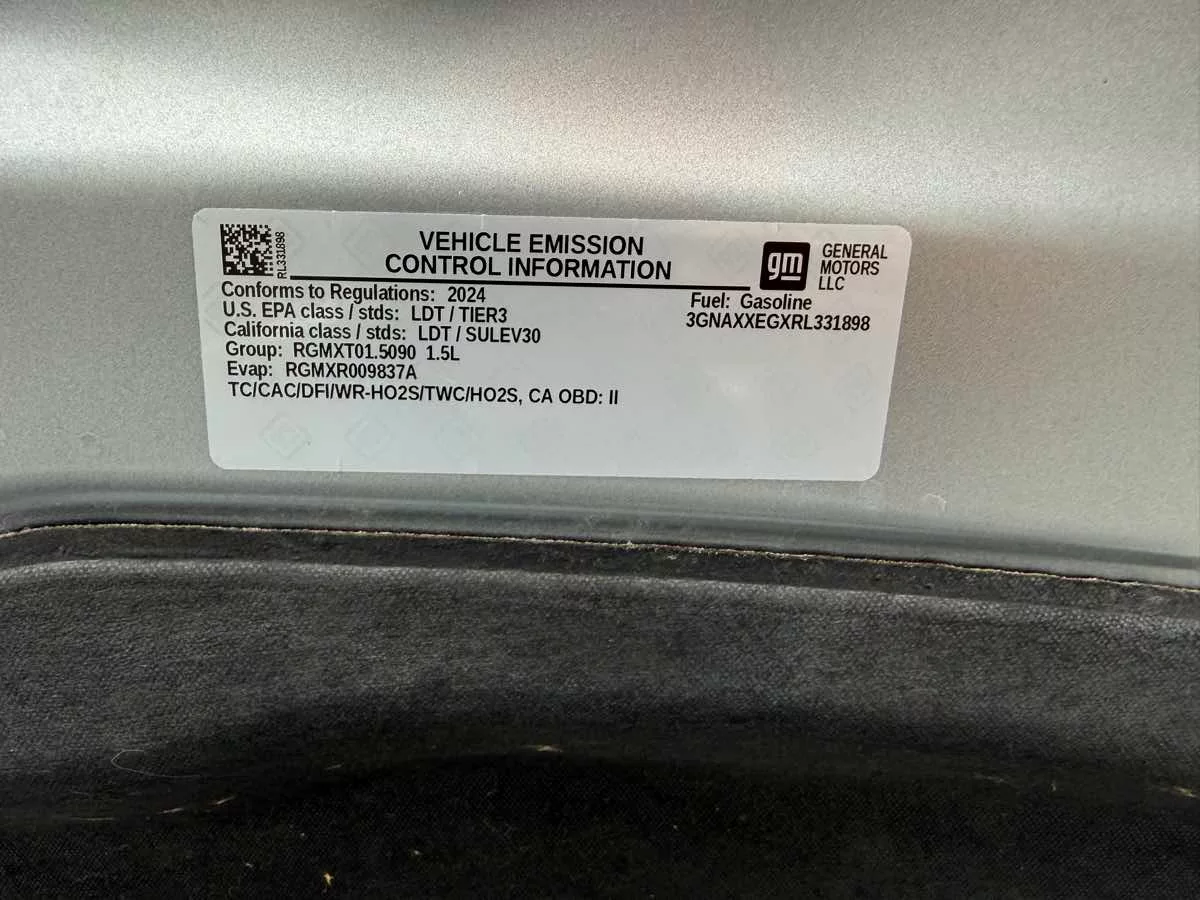 RL331898
VEHICLE EMISSION
CONTROL INFORMATION
gm
GENERAL
MOTORS
LLC
Conforms to Regulations: 2024
U.S. EPA class / stds: LDT / TIER3
California class / stds: LDT / SULEV30
Group: RGMXT01.5090 1.5L
Evap: RGMXR009837A
TC/CAC/DFI/WR-HO2S/TWC/HO2S, CA OBD: II
Fuel: Gasoline
3GNAXXEGXRL331898